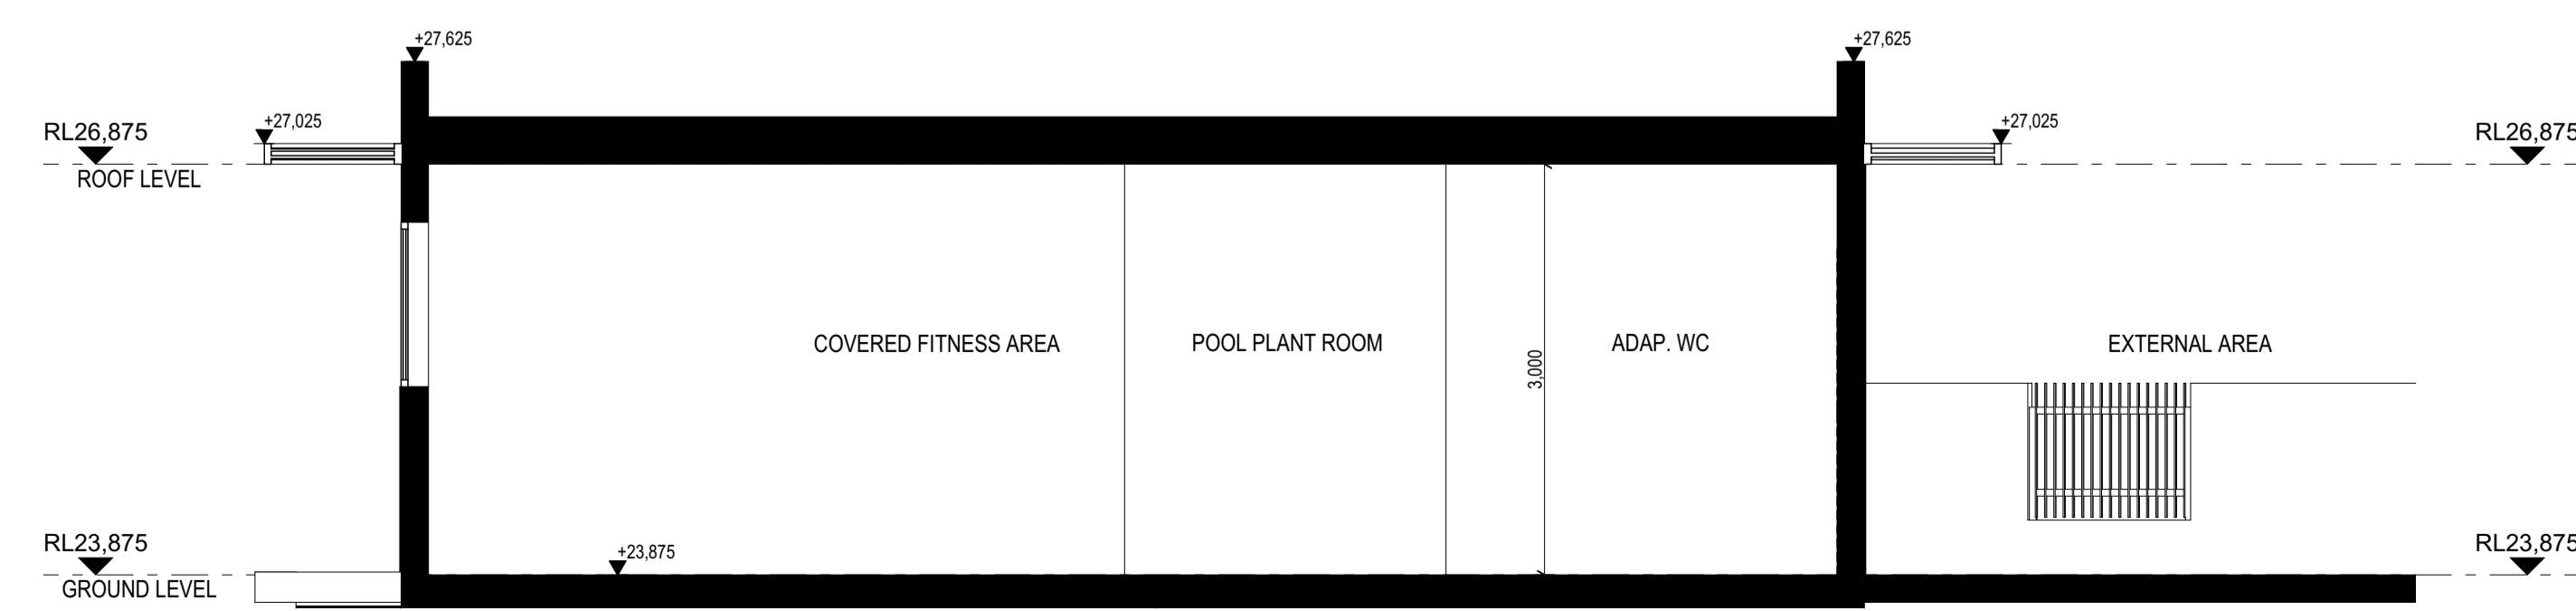 +27,625
+27,625
+27,025
+27,025
RL26,875
RL26,875
ROOF LEVEL
COVERED FITNESS AREA
POOL PLANT ROOM
3,000
ADAP. WC
EXTERNAL AREA
RL23,875
+23,875
RL23,875
GROUND LEVEL